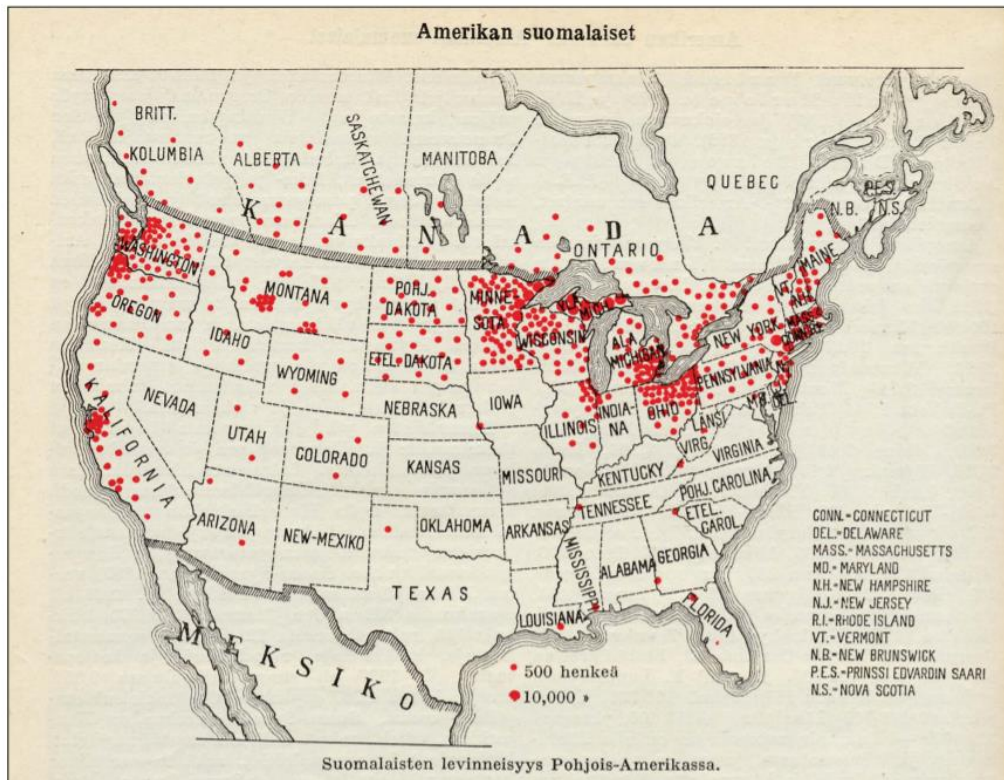 Amerikan suomalaiset
BRITT.
KOLUMBIA
ALBERTA
SASKATCHEWAN
MANITOBA
QUEBEC
P.E.S.
N.B.
N.S.
K A N A D A
ONTARIO
WASHINGTON
MONTANA
POHJ.
DAKOTA
MINNE-
SOTA
MAINE
VT.
OREGON
IDAHO
WISCONSIN
ALA
MICHIGAN
NEW YORK
MASS.
CONN.
ETEL.-DAKOTA
WYOMING
PENNSYLVANIA
NEVADA
NEBRASKA
IOWA
ILLINOIS
INDIA-
NA
OHIO
DEL.
KALIFORNIA
UTAH
COLORADO
KANSAS
MISSOURI
LÄNSI
VIRG.
VIRGINIA
KENTUCKY
POHJ. CAROLINA
TENNESSEE
ARIZONA
NEW-MEXIKO
OKLAHOMA
ARKANSAS
ETEL.
CAROL.
MISSISSIPPI
ALABAMA
GEORGIA
TEXAS
LOUISIANA
FLORIDA
MEKSIKO
500 henkeä
10,000 »
CONN.=CONNECTICUT
DEL.=DELAWARE
MASS.=MASSACHUSETTS
MD.=MARYLAND
N.H.=NEW HAMPSHIRE
N.J.=NEW JERSEY
R.I.=RHODE ISLAND
VT.=VERMONT
N.B.=NEW BRUNSWICK
P.E.S.=PRINSSI EDVARDIN SAARI
N.S.=NOVA SCOTIA
Suomalaisten levinneisyys Pohjois-Amerikassa.